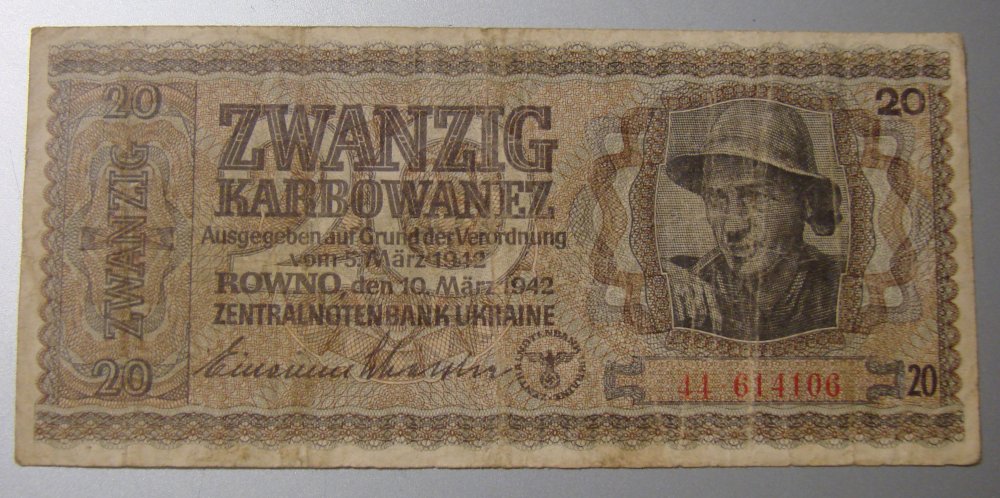 20
ZWANZIG
20
ZWANZIG
KARBOWANEZ
Ausgegeben auf Grund der Verordnung
vom 5. März 1942
ROWNO, den 10. März 1942
ZENTRALNOTENBANK UKRAINE
20
44 614106
20